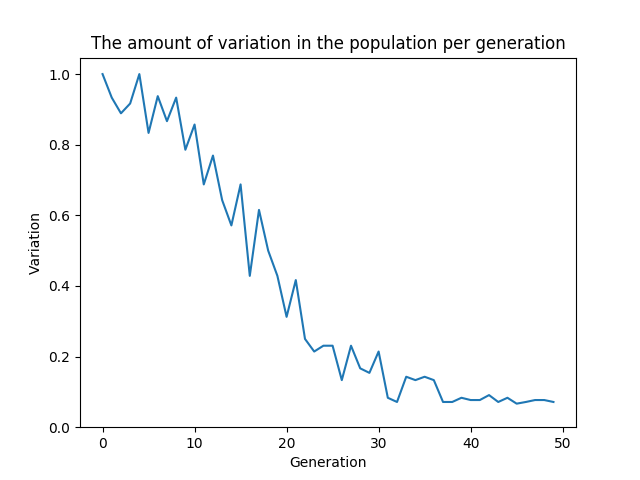 The amount of variation in the population per generation
1.0
0.8
0.6
0.4
0.2
0.0
Variation
0 10 20 30 40 50
Generation